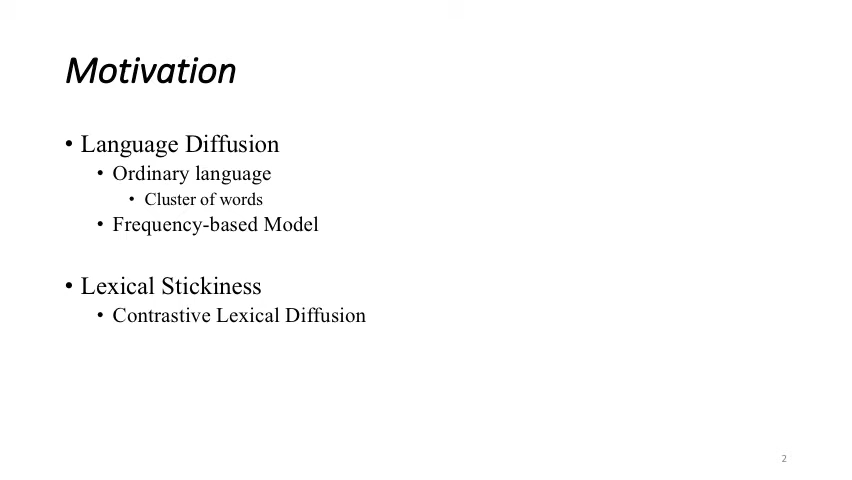 Motivation
• Language Diffusion
• Ordinary language
• Cluster of words
• Frequency-based Model
• Lexical Stickiness
• Contrastive Lexical Diffusion
2